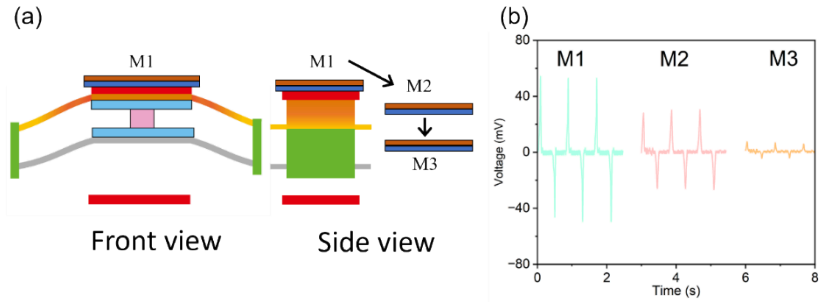 (a)
M1
M1
M2
M3
Front view
Side view
(b)
M1 M2 M3
80
40
0
−40
−80
Voltage (mV)
0 2 4 6 8
Time (s)